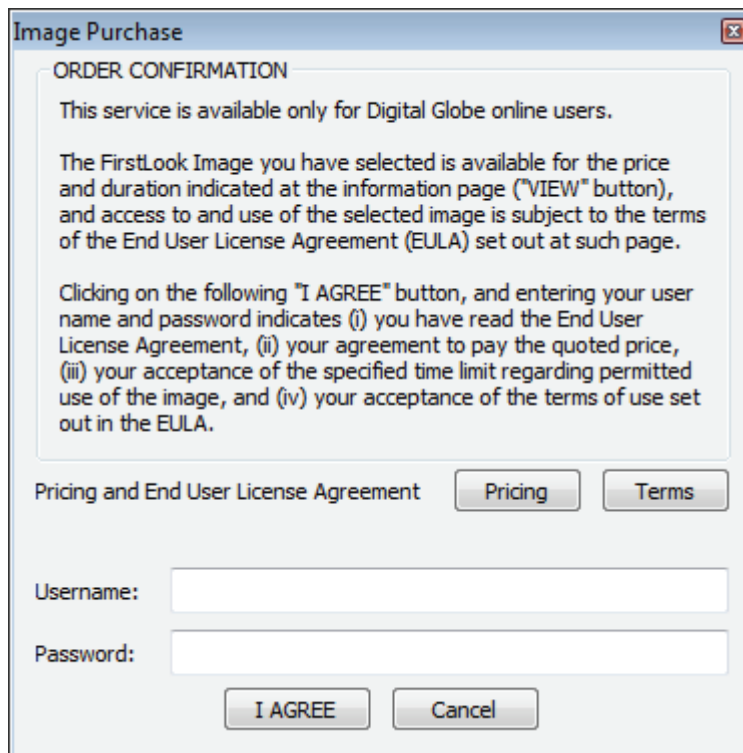 Image Purchase
ORDER CONFIRMATION
This service is available only for Digital Globe online users.
The FirstLook Image you have selected is available for the price
and duration indicated at the information page ("VIEW" button),
and access to and use of the selected image is subject to the terms
of the End User License Agreement (EULA) set out at such page.
Clicking on the following "I AGREE" button, and entering your user
name and password indicates (i) you have read the End User
License Agreement, (ii) your agreement to pay the quoted price,
(iii) your acceptance of the specified time limit regarding permitted
use of the image, and (iv) your acceptance of the terms of use set
out in the EULA.
Pricing and End User License Agreement Pricing Terms
Username:
Password:
I AGREE Cancel